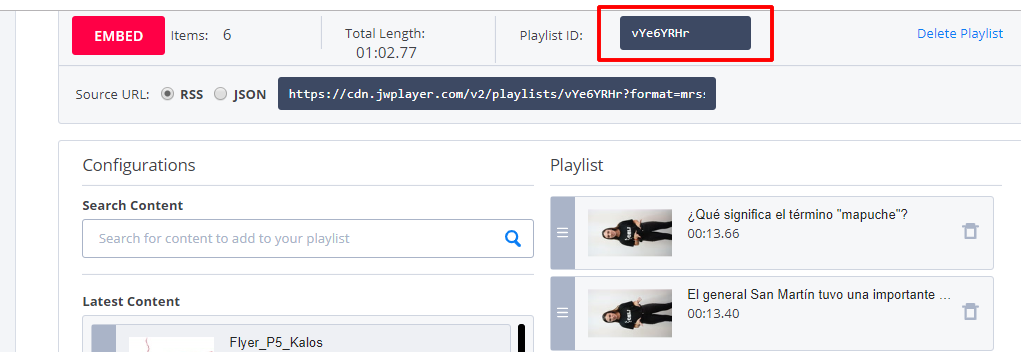 EMBED Items: 6 Total Length: 01:02.77 Playlist ID: vYe6YRHr Delete Playlist
Source URL: RSS JSON https://cdn.jwplayer.com/v2/playlists/vYe6YRHr?format=mrs
Configurations
Search Content
Search for content to add to your playlist
Latest Content
Flyer_P5_Kalos
Playlist
¿Qué significa el término "mapuche"?
00:13.66
El general San Martín tuvo una importante ...
00:13.40